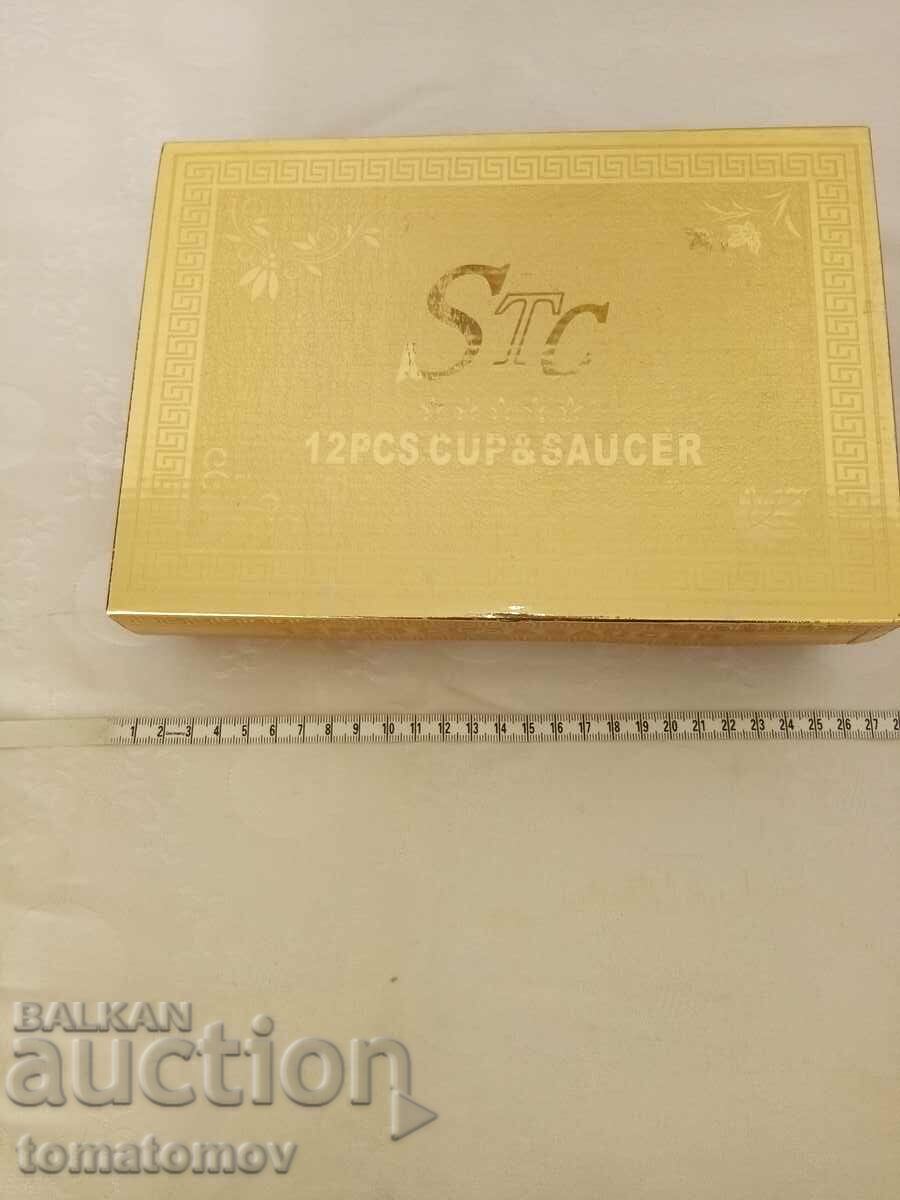 STC
12PCS CUP&SAUCER
1 2 3 4 5 6 7 8 9 10 11 12 13 14 15 16 17 18 19 20 21 22 23 24 25 26 27 28
BALKAN
auction
tomatomov